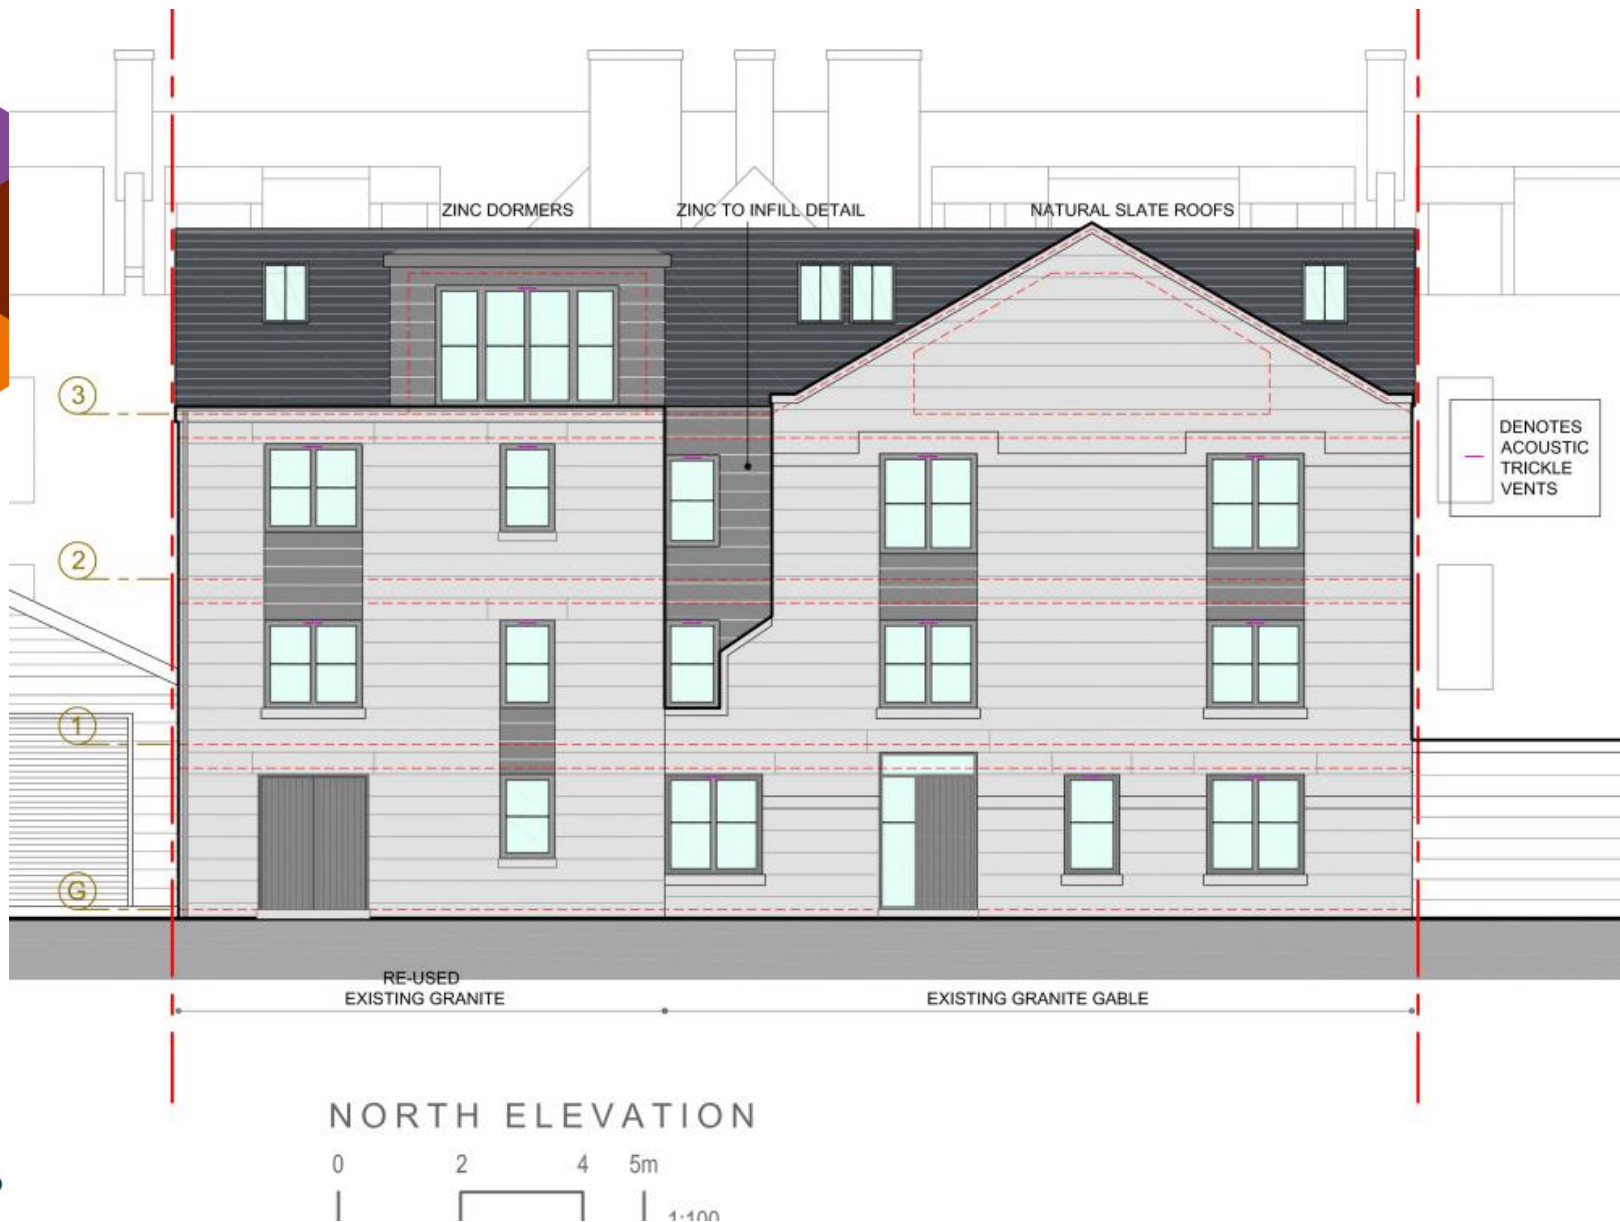 ZINC DORMERS
ZINC TO INFILL DETAIL
NATURAL SLATE ROOFS
3
DENOTES
ACOUSTIC
TRICKLE
VENTS
2
1
G
RE-USED
EXISTING GRANITE
EXISTING GRANITE GABLE
NORTH ELEVATION
0 2 4 5m
1:100